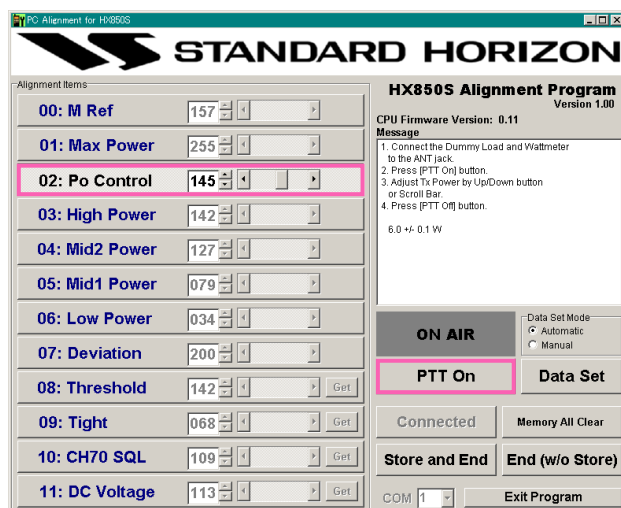 PC Alignment for HX850S
STANDARD HORIZON
Alignment Items
00: M Ref 157
01: Max Power 255
02: Po Control 145
03: High Power 142
04: Mid2 Power 127
05: Mid1 Power 079
06: Low Power 034
07: Deviation 200
08: Threshold 142 Get
09: Tight 068 Get
10: CH70 SQL 109 Get
11: DC Voltage 113 Get
HX850S Alignment Program
Version 1.00
CPU Firmware Version: 0.11
Message
1. Connect the Dummy Load and Wattmeter
to the ANT jack.
2. Press [PTT On] button.
3. Adjust Tx Power by Up/Down button
or Scroll Bar.
4. Press [PTT Off] button.
6.0 +/- 0.1 W
ON AIR
Data Set Mode
Automatic
Manual
PTT On
Data Set
Connected
Memory All Clear
Store and End
End (w/o Store)
COM 1
Exit Program